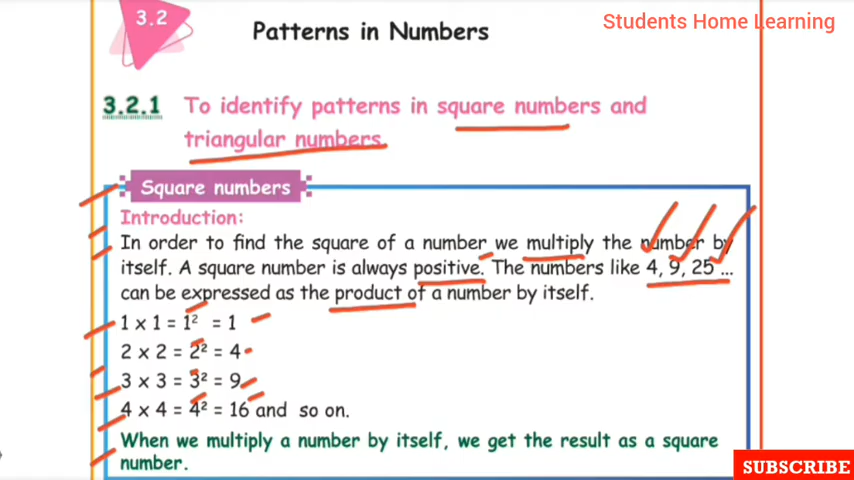 3.2
Students Home Learning
Patterns in Numbers
3.2.1 To identify patterns in square numbers and
triangular numbers.
Square numbers
Introduction:
In order to find the square of a number we multiply the number by
itself. A square number is always positive. The numbers like 4, 9, 25 ...
can be expressed as the product of a number by itself.
1 x 1 = 1² = 1
2 x 2 = 2² = 4
3 x 3 = 3² = 9
4 x 4 = 4² = 16 and so on.
When we multiply a number by itself, we get the result as a square
number.
SUBSCRIBE